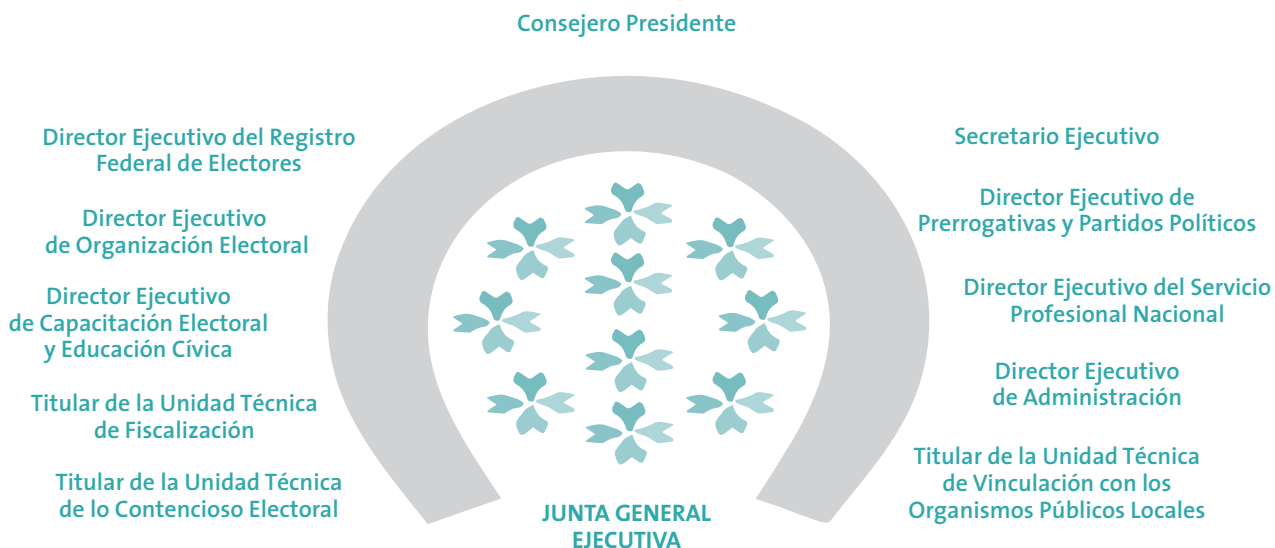 Consejero Presidente
Director Ejecutivo del Registro
Federal de Electores
Director Ejecutivo
de Organización Electoral
Director Ejecutivo
de Capacitación Electoral
y Educación Cívica
Titular de la Unidad Técnica
de Fiscalización
Titular de la Unidad Técnica
de lo Contencioso Electoral
Secretario Ejecutivo
Director Ejecutivo de
Prerrogativas y Partidos Políticos
Director Ejecutivo del Servicio
Profesional Nacional
Director Ejecutivo
de Administración
Titular de la Unidad Técnica
de Vinculación con los
Organismos Públicos Locales
JUNTA GENERAL
EJECUTIVA